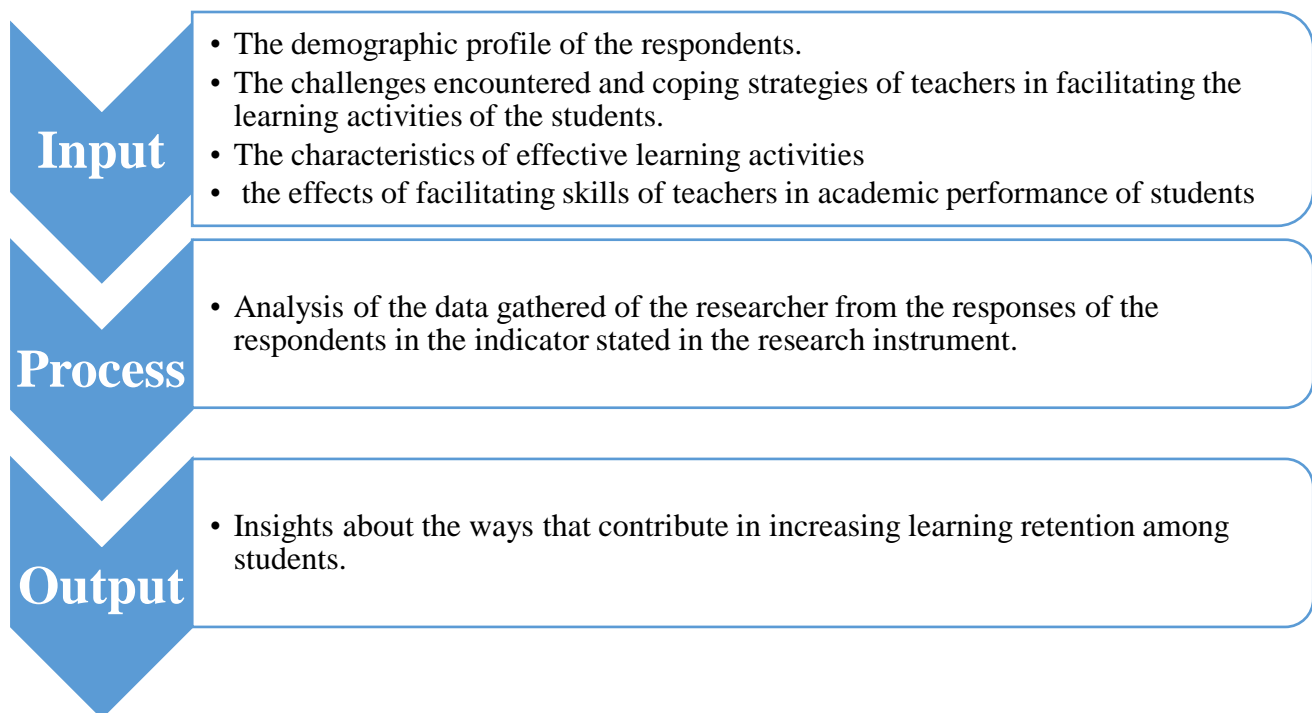 Input
• The demographic profile of the respondents.
• The challenges encountered and coping strategies of teachers in facilitating the
learning activities of the students.
• The characteristics of effective learning activities
• the effects of facilitating skills of teachers in academic performance of students
Process
• Analysis of the data gathered of the researcher from the responses of the
respondents in the indicator stated in the research instrument.
Output
• Insights about the ways that contribute in increasing learning retention among
students.